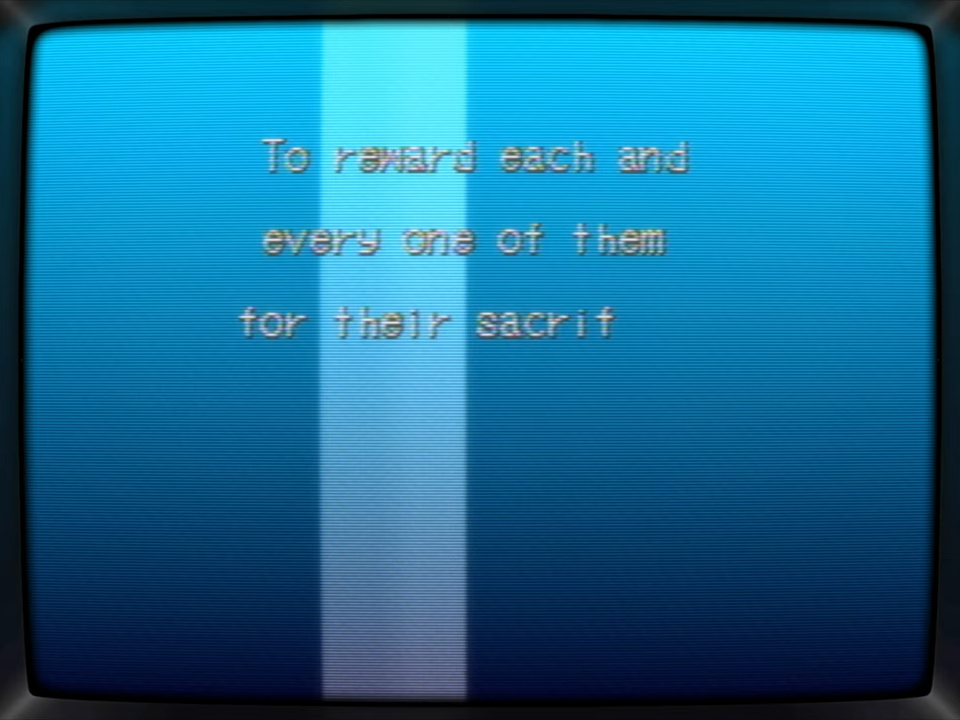 To reward each and
every one of them
for their sacrif